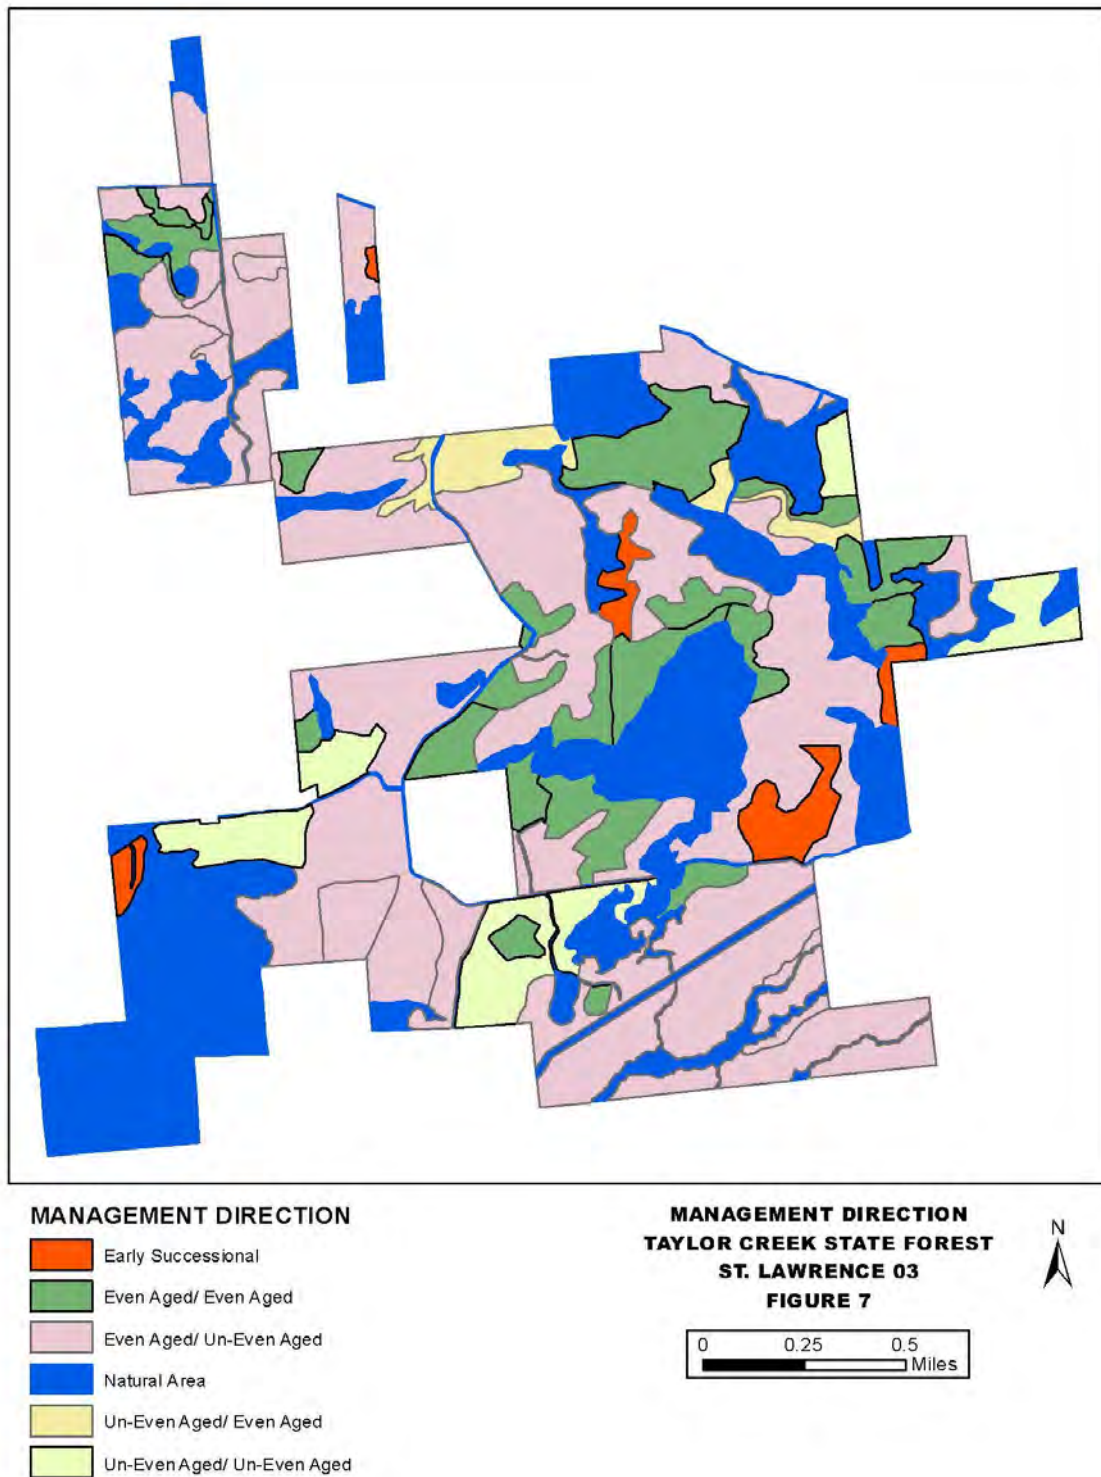 MANAGEMENT DIRECTION
Early Successional
Even Aged/ Even Aged
Even Aged/ Un-Even Aged
Natural Area
Un-Even Aged/ Even Aged
Un-Even Aged/ Un-Even Aged
MANAGEMENT DIRECTION
TAYLOR CREEK STATE FOREST
ST. LAWRENCE 03
FIGURE 7
N
0 0.25 0.5
Miles